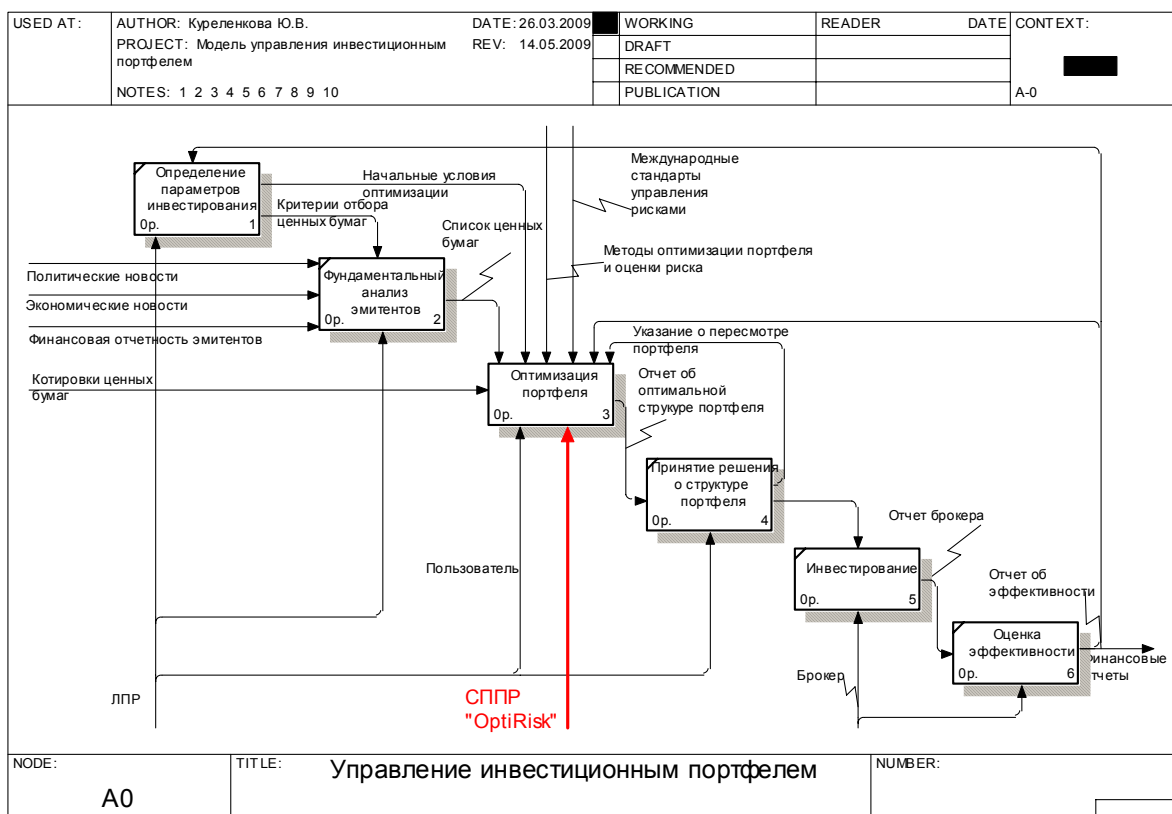 USED AT:
AUTHOR: Куреленкова Ю.В.
DATE: 26.03.2009
WORKING
READER
DATE
CONTEXT:
PROJECT: Модель управления инвестиционным
портфелем
REV: 14.05.2009
DRAFT
RECOMMENDED
NOTES: 1 2 3 4 5 6 7 8 9 10
PUBLICATION
A-0
Определение
параметров
инвестирования
0р.
1
Начальные условия
оптимизации
Критерии отбора
ценных бумаг
Международные
стандарты
управления
рисками
Список ценных
бумаг
Методы оптимизации портфеля
и оценки риска
Политические новости
Экономические новости
Финансовая отчетность эмитентов
Фундаментальный
анализ
эмитентов
0р.
2
Указание о пересмотре
портфеля
Котировки ценных
бумаг
Оптимизация
портфеля
0р.
3
Отчет об
оптимальной
струкуре портфеля
Принятие решения
о структуре
портфеля
0р.
4
Отчет брокера
Пользователь
Инвестирование
0р.
5
Отчет об
эффективности
Оценка
эффективности
0р.
6
инансовые
тчеты
Брокер
ЛПР
СППР
"OptiRisk"
NODE:
TITLE:
Управление инвестиционным портфелем
NUMBER:
A0